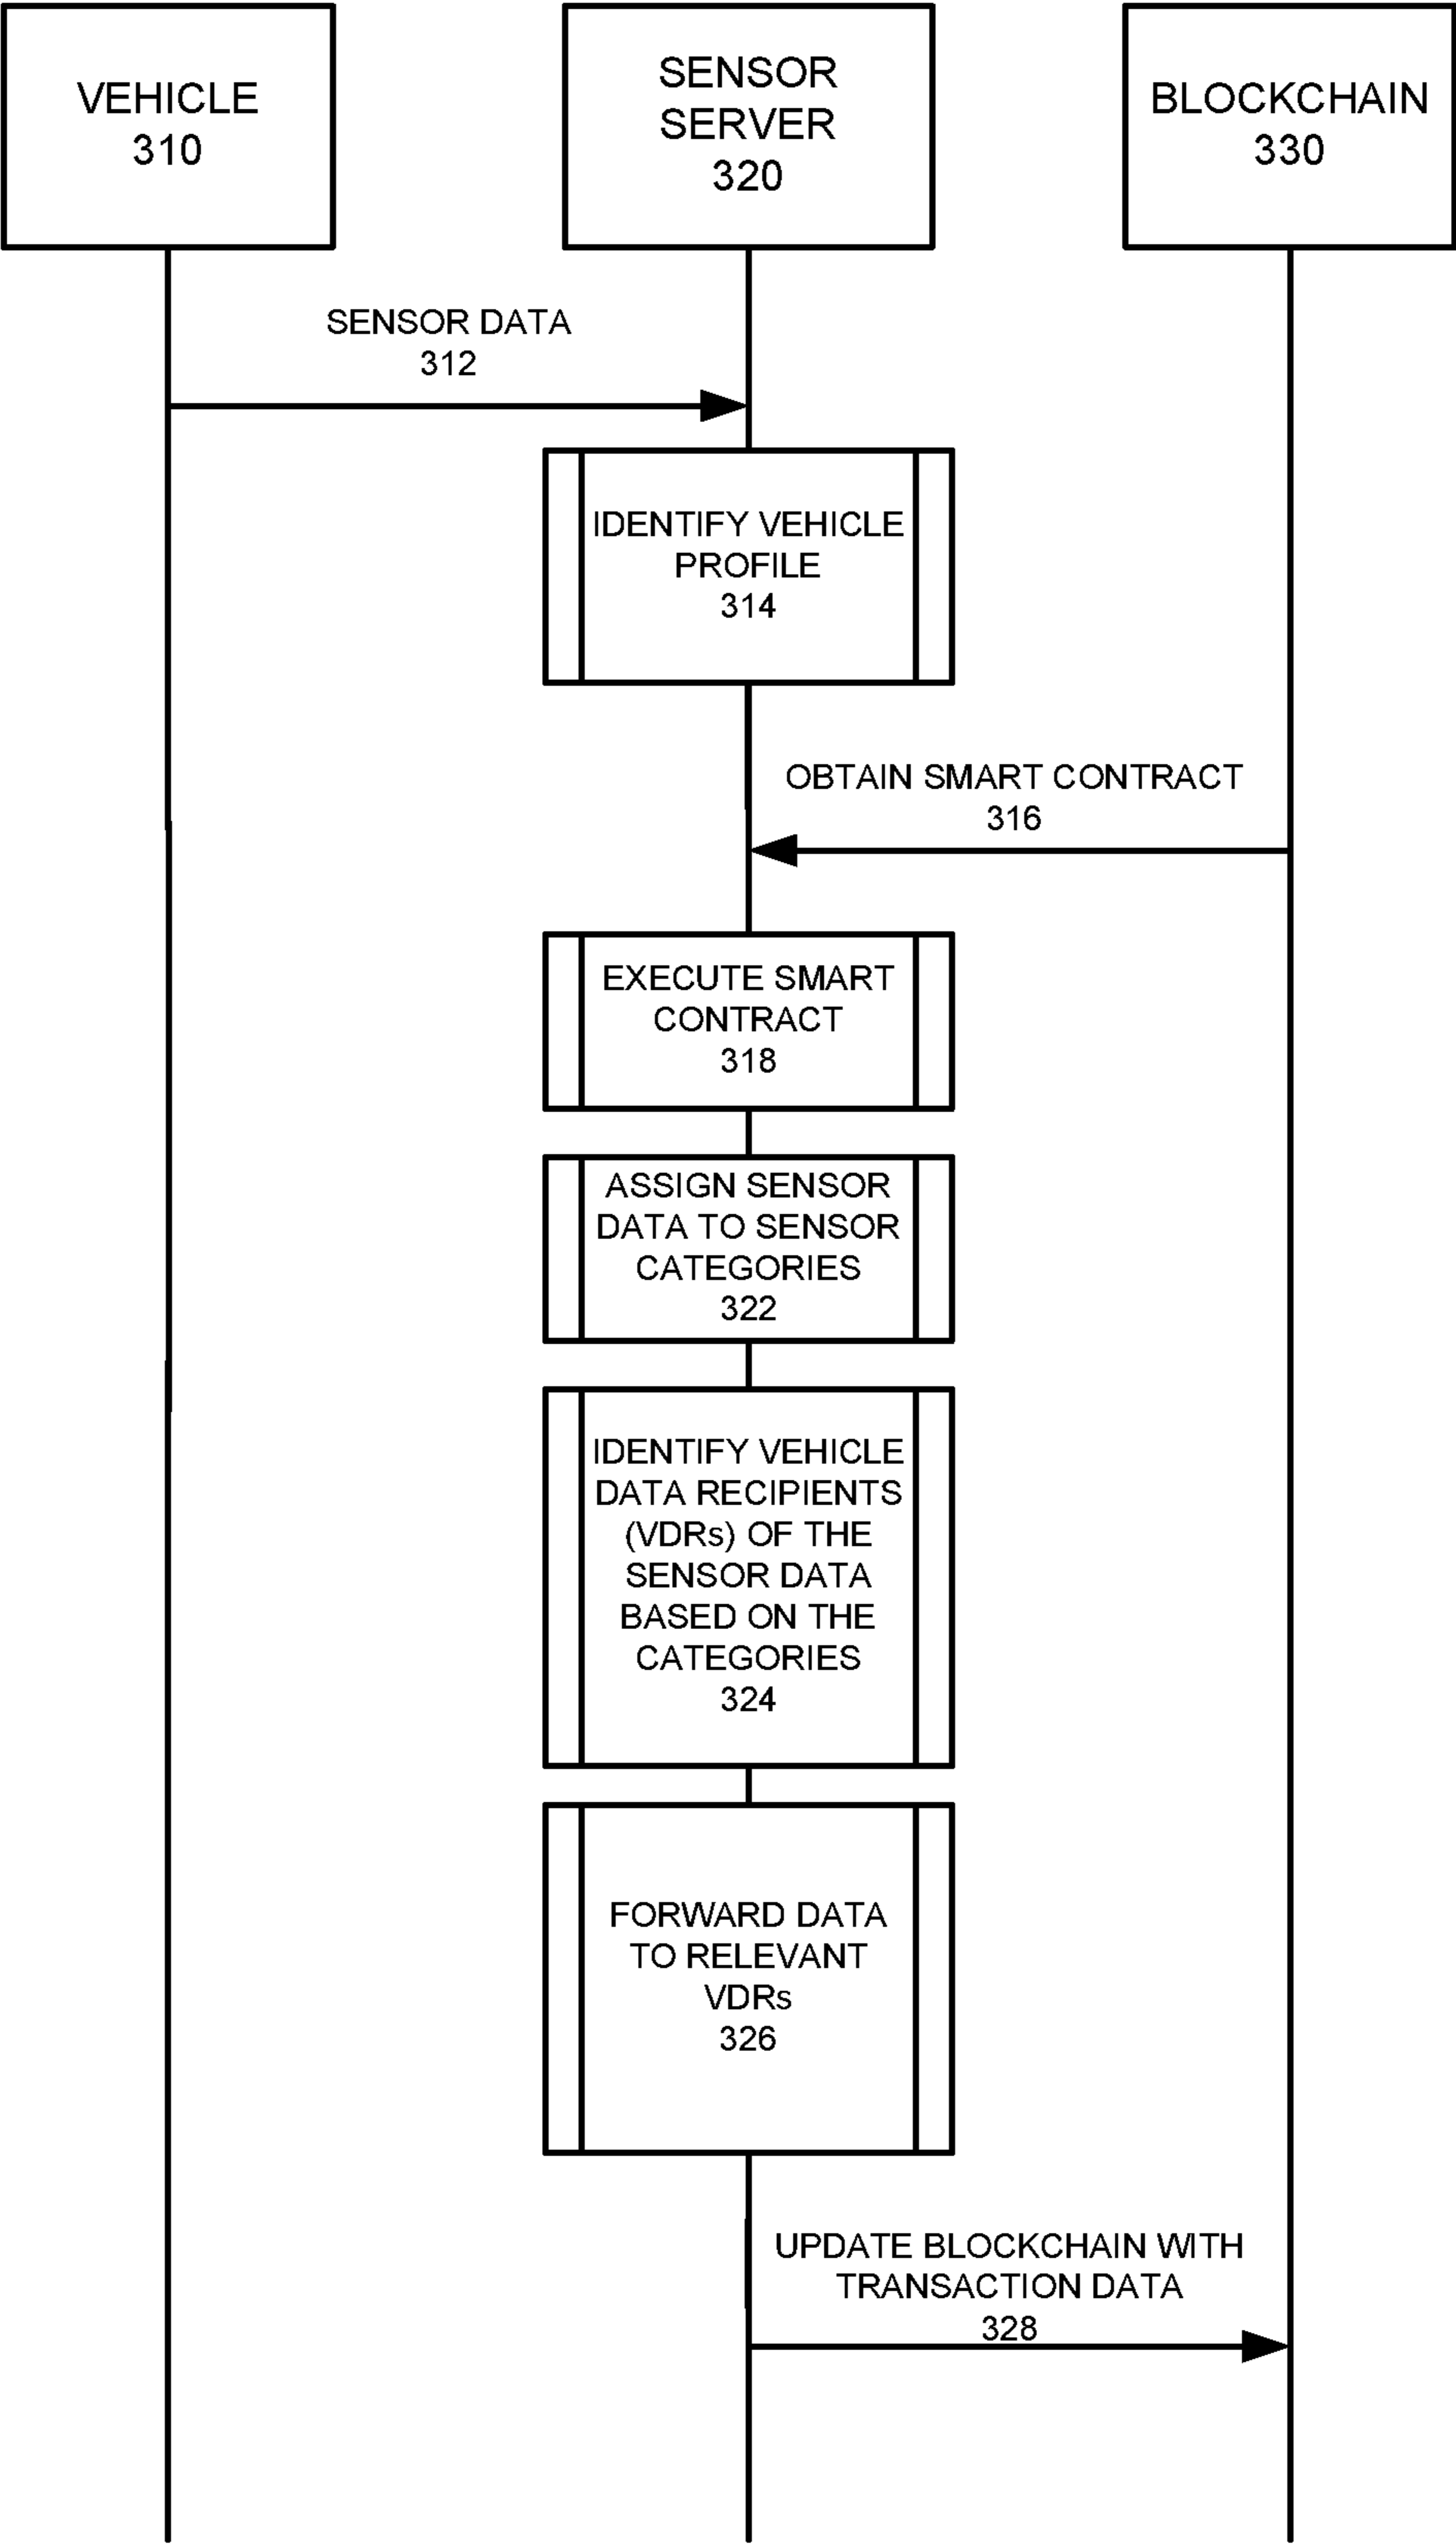 VEHICLE
310
SENSOR
SERVER
320
BLOCKCHAIN
330
SENSOR DATA
312
IDENTIFY VEHICLE
PROFILE
314
OBTAIN SMART CONTRACT
316
EXECUTE SMART
CONTRACT
318
ASSIGN SENSOR
DATA TO SENSOR
CATEGORIES
322
IDENTIFY VEHICLE
DATA RECIPIENTS
(VDRs) OF THE
SENSOR DATA
BASED ON THE
CATEGORIES
324
FORWARD DATA
TO RELEVANT
VDRs
326
UPDATE BLOCKCHAIN WITH
TRANSACTION DATA
328